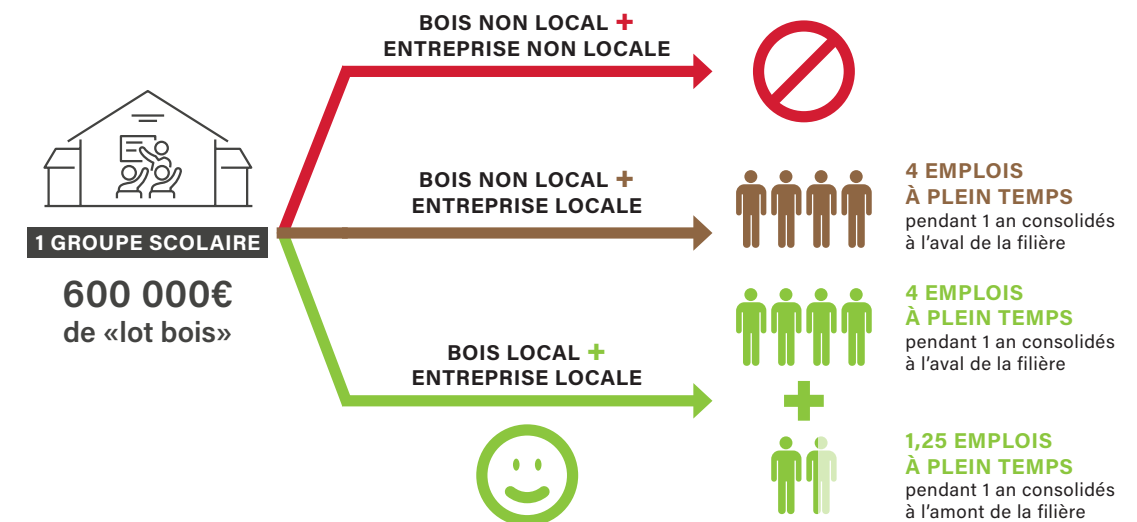 BOIS NON LOCAL +
ENTREPRISE NON LOCALE
1 GROUPE SCOLAIRE
600 000€
de «lot bois»
BOIS NON LOCAL +
ENTREPRISE LOCALE
4 EMPLOIS
À PLEIN TEMPS
pendant 1 an consolidés
à l’aval de la filière
BOIS LOCAL +
ENTREPRISE LOCALE
4 EMPLOIS
À PLEIN TEMPS
pendant 1 an consolidés
à l’aval de la filière
+
1,25 EMPLOIS
À PLEIN TEMPS
pendant 1 an consolidés
à l’amont de la filière